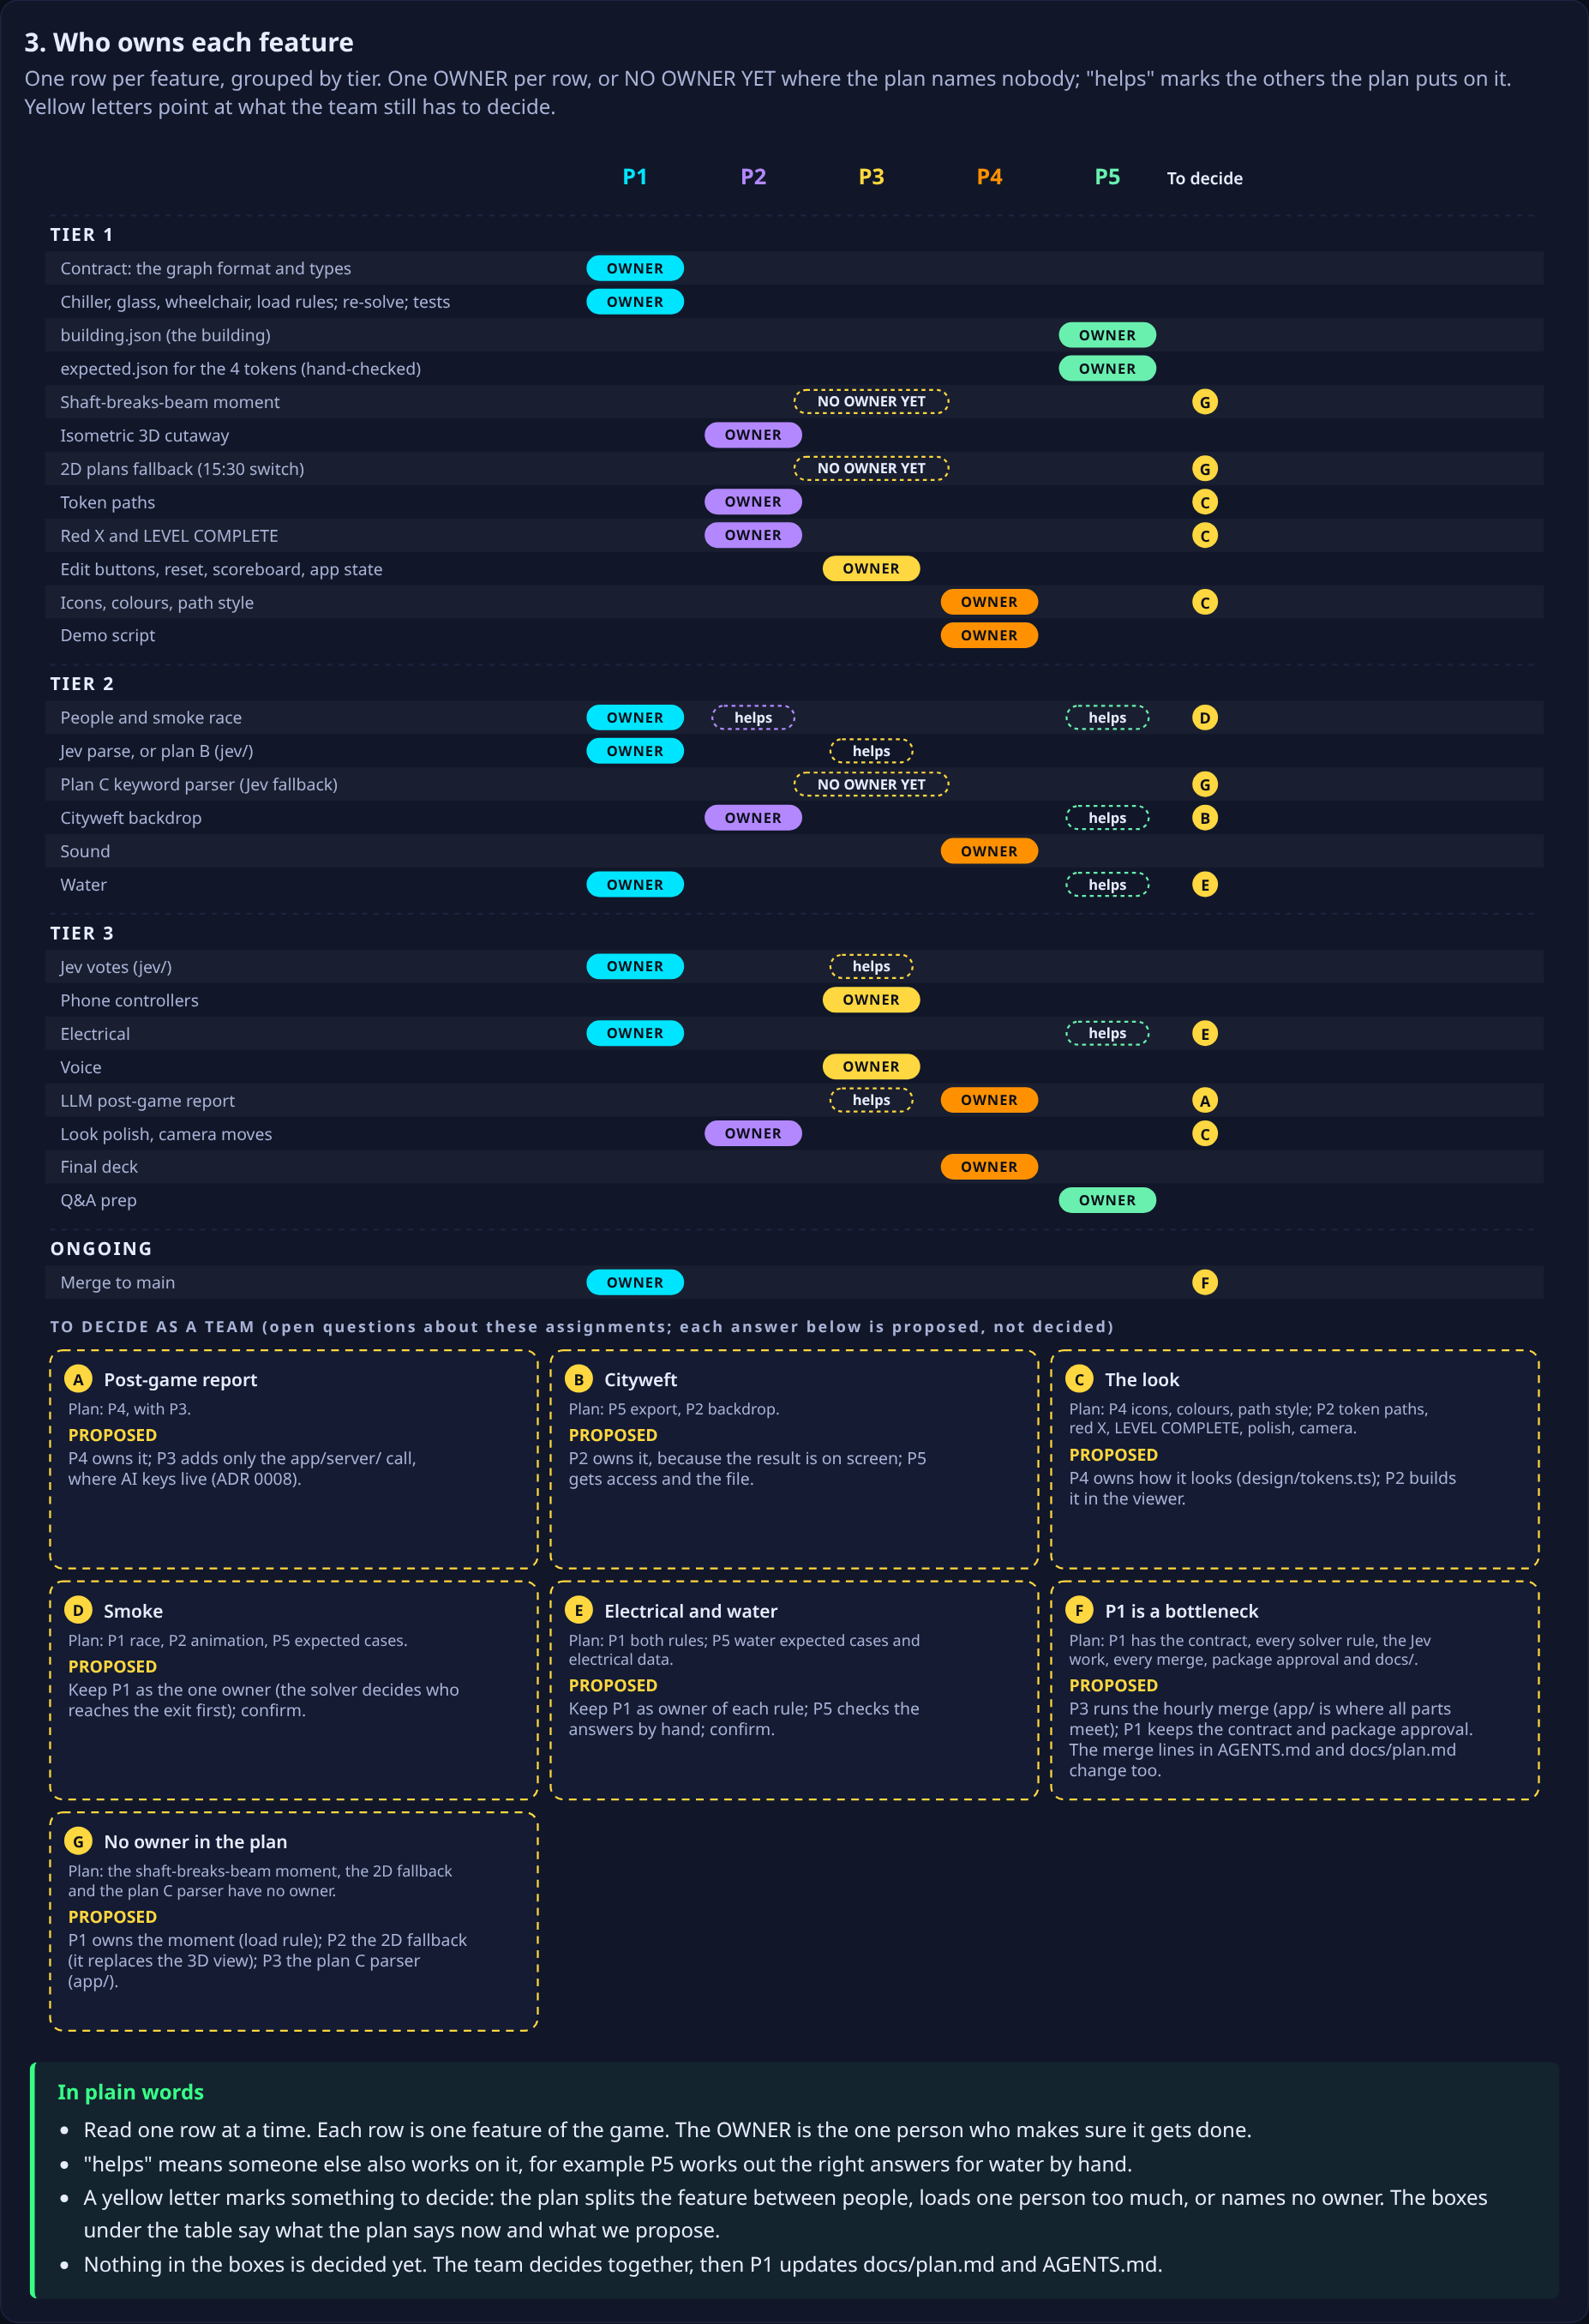 3. Who owns each feature
One row per feature, grouped by tier. One OWNER per row, or NO OWNER YET where the plan names nobody; "helps" marks the others the plan puts on it.
Yellow letters point at what the team still has to decide.
P1 P2 P3 P4 P5 To decide
TIER 1
Contract: the graph format and types OWNER
Chiller, glass, wheelchair, load rules; re-solve; tests OWNER
building.json (the building) OWNER
expected.json for the 4 tokens (hand-checked) OWNER
Shaft-breaks-beam moment NO OWNER YET G
Isometric 3D cutaway OWNER
2D plans fallback (15:30 switch) NO OWNER YET G
Token paths OWNER C
Red X and LEVEL COMPLETE OWNER C
Edit buttons, reset, scoreboard, app state OWNER
Icons, colours, path style OWNER C
Demo script OWNER
TIER 2
People and smoke race OWNER helps helps D
Jev parse, or plan B (jev/) OWNER helps
Plan C keyword parser (Jev fallback) NO OWNER YET G
Cityweft backdrop OWNER helps B
Sound OWNER
Water OWNER helps E
TIER 3
Jev votes (jev/) OWNER helps
Phone controllers OWNER
Electrical OWNER helps E
Voice OWNER
LLM post-game report helps OWNER A
Look polish, camera moves OWNER C
Final deck OWNER
Q&A prep OWNER
ONGOING
Merge to main OWNER F
TO DECIDE AS A TEAM (open questions about these assignments; each answer below is proposed, not decided)
A Post-game report
Plan: P4, with P3.
PROPOSED
P4 owns it; P3 adds only the app/server/ call,
where AI keys live (ADR 0008).
B Cityweft
Plan: P5 export, P2 backdrop.
PROPOSED
P2 owns it, because the result is on screen; P5
gets access and the file.
C The look
Plan: P4 icons, colours, path style; P2 token paths,
red X, LEVEL COMPLETE, polish, camera.
PROPOSED
P4 owns how it looks (design/tokens.ts); P2 builds
it in the viewer.
D Smoke
Plan: P1 race, P2 animation, P5 expected cases.
PROPOSED
Keep P1 as the one owner (the solver decides who
reaches the exit first); confirm.
E Electrical and water
Plan: P1 both rules; P5 water expected cases and
electrical data.
PROPOSED
Keep P1 as owner of each rule; P5 checks the
answers by hand; confirm.
F P1 is a bottleneck
Plan: P1 has the contract, every solver rule, the Jev
work, every merge, package approval and docs/.
PROPOSED
P3 runs the hourly merge (app/ is where all parts
meet); P1 keeps the contract and package approval.
The merge lines in AGENTS.md and docs/plan.md
change too.
G No owner in the plan
Plan: the shaft-breaks-beam moment, the 2D fallback
and the plan C parser have no owner.
PROPOSED
P1 owns the moment (load rule); P2 the 2D fallback
(it replaces the 3D view); P3 the plan C parser
(app/).
In plain words
• Read one row at a time. Each row is one feature of the game. The OWNER is the one person who makes sure it gets done.
• "helps" means someone else also works on it, for example P5 works out the right answers for water by hand.
• A yellow letter marks something to decide: the plan splits the feature between people, loads one person too much, or names no owner. The boxes
under the table say what the plan says now and what we propose.
• Nothing in the boxes is decided yet. The team decides together, then P1 updates docs/plan.md and AGENTS.md.